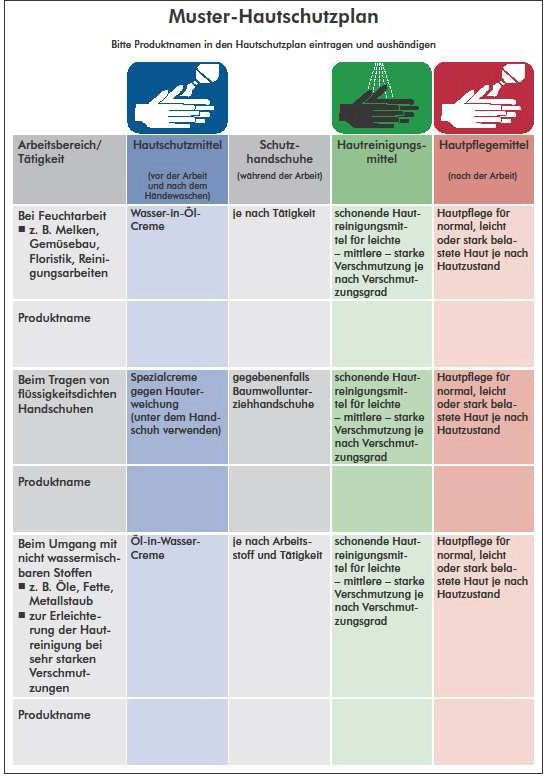 Muster-Hautschutzplan
Bitte Produktnamen in den Hautschutzplan eintragen und aushändigen
Arbeitsbereich/
Tätigkeit
Hautschutzmittel
(vor der Arbeit
und nach dem
Händewaschen)
Schutz-
handschuhe
(während der Arbeit)
Hautreinigungs-
mittel
Hautpflegemittel
(nach der Arbeit)
Bei Feuchtarbeit
■ z. B. Melken,
Gemüsebau,
Floristik, Reini-
gungsarbeiten
Wasser-in-Öl-
Creme
je nach Tätigkeit
schonende Haut-
reinigungsmit-
tel für leichte
– mittlere – starke
Verschmutzung je
nach Verschmut-
zungsgrad
Hautpflege für
normal, leicht
oder stark bela-
stete Haut je nach
Hautzustand
Produktname
Beim Tragen von
flüssigkeitsdichten
Handschuhen
Spezialcreme
gegen Hauter-
weichung
(unter dem Hand-
schuh verwenden)
gegebenenfalls
Baumwollunter-
ziehhandschuhe
schonende Haut-
reinigungsmit-
tel für leichte
– mittlere – starke
Verschmutzung je
nach Verschmut-
zungsgrad
Hautpflege für
normal, leicht
oder stark bela-
stete Haut je nach
Hautzustand
Produktname
Beim Umgang mit
nicht wassermisch-
baren Stoffen
■ z. B. Öle, Fette,
Metallstaub
■ zur Erleichte-
rung der Haut-
reinigung bei
sehr starken
Verschmut-
zungen
Öl-in-Wasser-
Creme
je nach Arbeits-
stoff und Tätigkeit
schonende Haut-
reinigungsmit-
tel für leichte
– mittlere – starke
Verschmutzung je
nach Verschmut-
zungsgrad
Hautpflege für
normal, leicht
oder stark bela-
stete Haut je nach
Hautzustand
Produktname